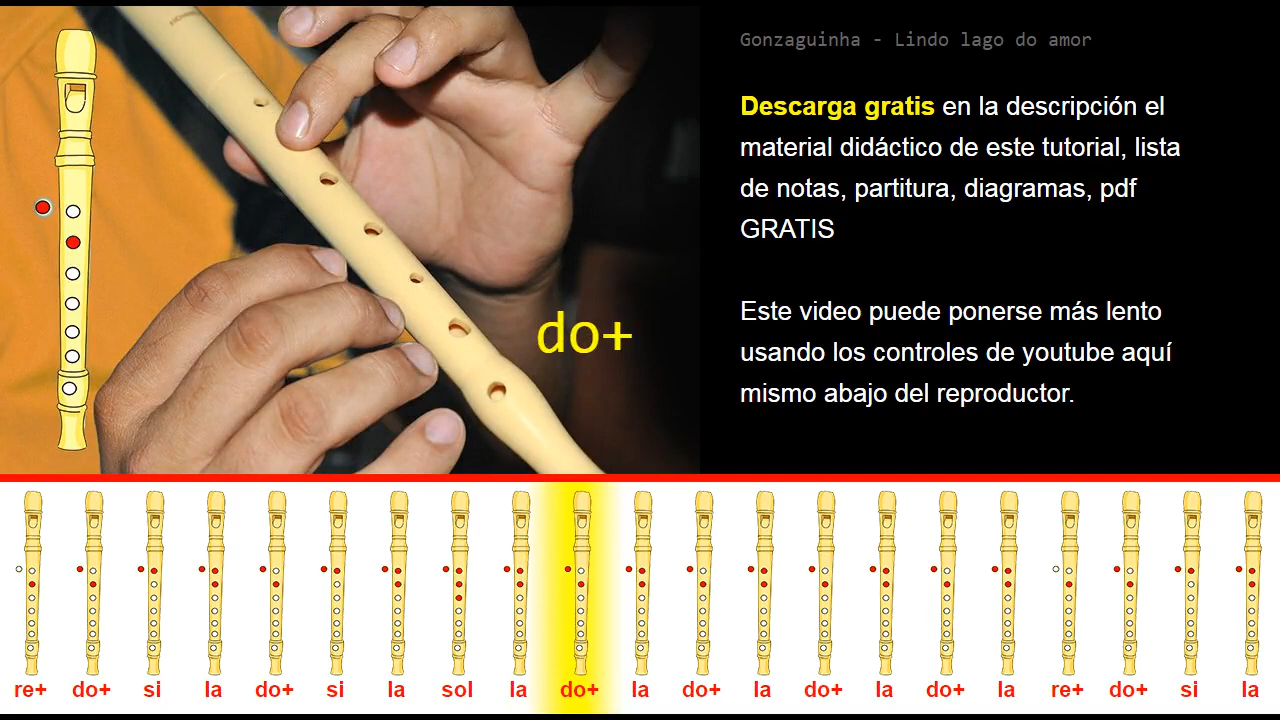 Gonzaguinha - Lindo lago do amor
Descarga gratis en la descripción el
material didáctico de este tutorial, lista
de notas, partitura, diagramas, pdf
GRATIS
Este video puede ponerse más lento
usando los controles de youtube aquí
mismo abajo del reproductor.
do+
re+ do+ si la do+ si la sol la do+ la do+ la do+ la do+ la re+ do+ si la